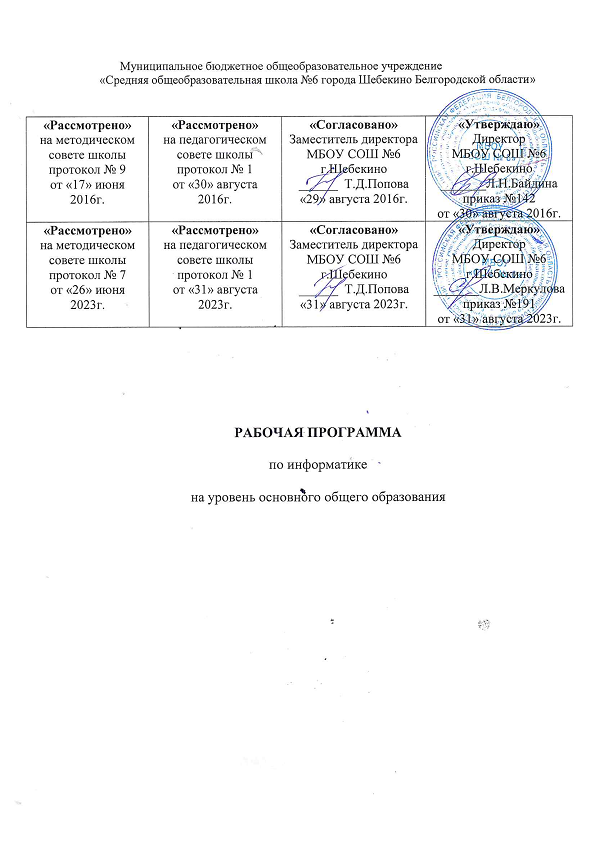 Муниципальное бюджетное общеобразовательное учреждение
«Средняя общеобразовательная школа №6 города Шебекино Белгородской области»
«Рассмотрено»
на методическом
совете школы
протокол № 9
от «17» июня
2016г.
«Рассмотрено»
на педагогическом
совете школы
протокол № 1
от «30» августа
2016г.
«Согласовано»
Заместитель директора
МБОУ СОШ №6
г.Шебекино
Т.Д.Попова
«29» августа 2016г.
«Утверждаю»
Директор
МБОУ СОШ №6
г.Шебекино
Л.Н.Байдина
приказ №142
от «30» августа 2016г.
«Рассмотрено»
на методическом
совете школы
протокол № 7
от «26» июня
2023г.
«Рассмотрено»
на педагогическом
совете школы
протокол № 1
от «31» августа
2023г.
«Согласовано»
Заместитель директора
МБОУ СОШ №6
г.Шебекино
Т.Д.Попова
«31» августа 2023г.
«Утверждаю»
Директор
МБОУ СОШ №6
г.Шебекино
Л.В.Меркулова
приказ №191
от «31» августа 2023г.
РАБОЧАЯ ПРОГРАММА
по информатике
на уровень основного общего образования